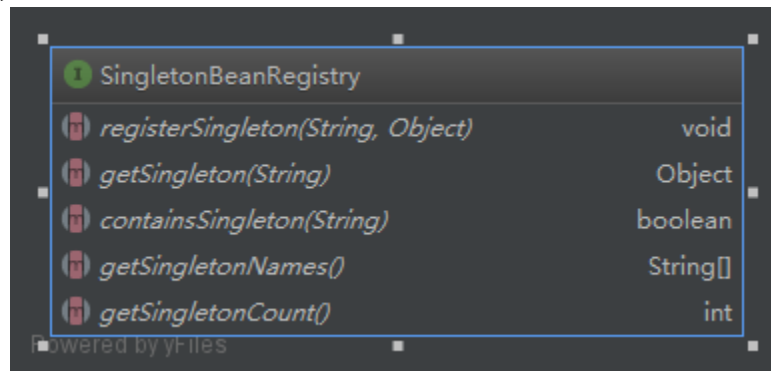 SingletonBeanRegistry
registerSingleton(String, Object) void
getSingleton(String) Object
containsSingleton(String) boolean
getSingletonNames() String[]
getSingletonCount() int
Powered by yFiles